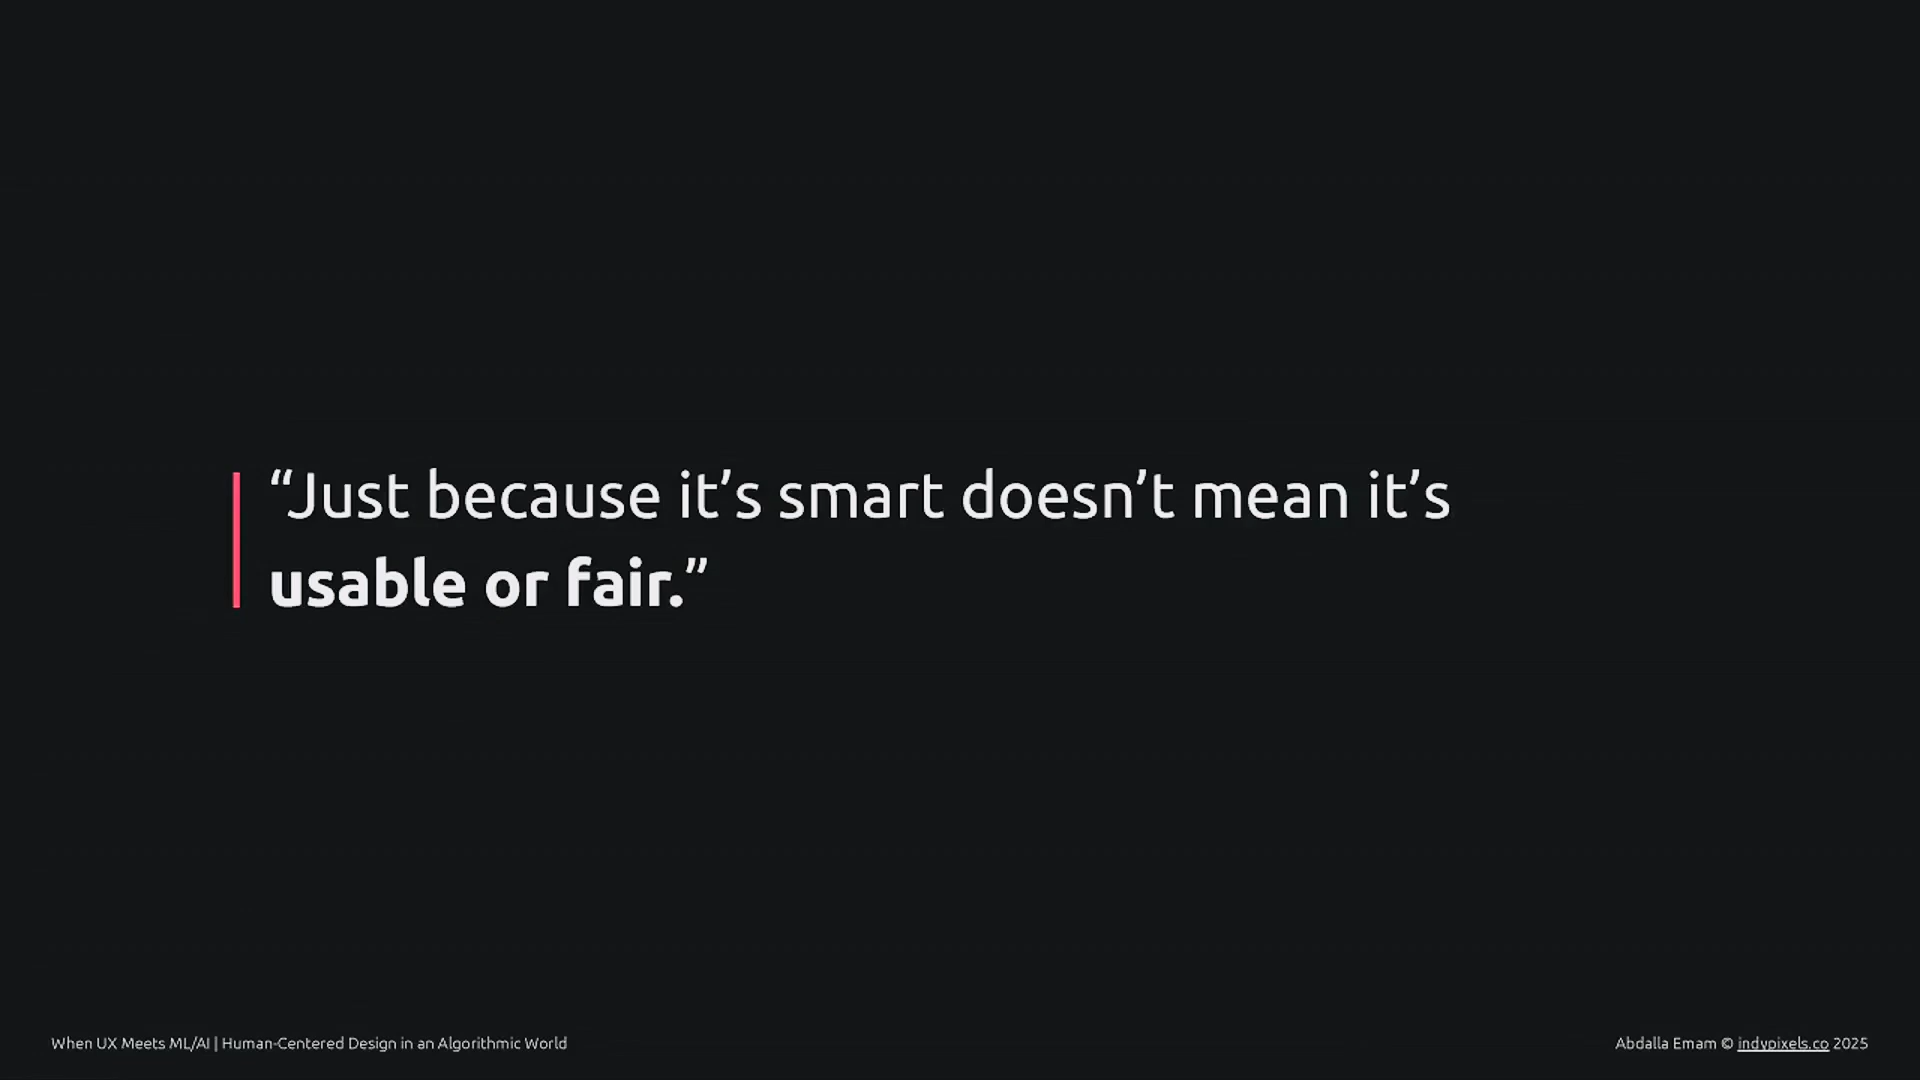 “Just because it’s smart doesn’t mean it’s
usable or fair.”
When UX Meets ML/AI | Human-Centered Design in an Algorithmic World
Abdalla Emam © indypixels.co 2025